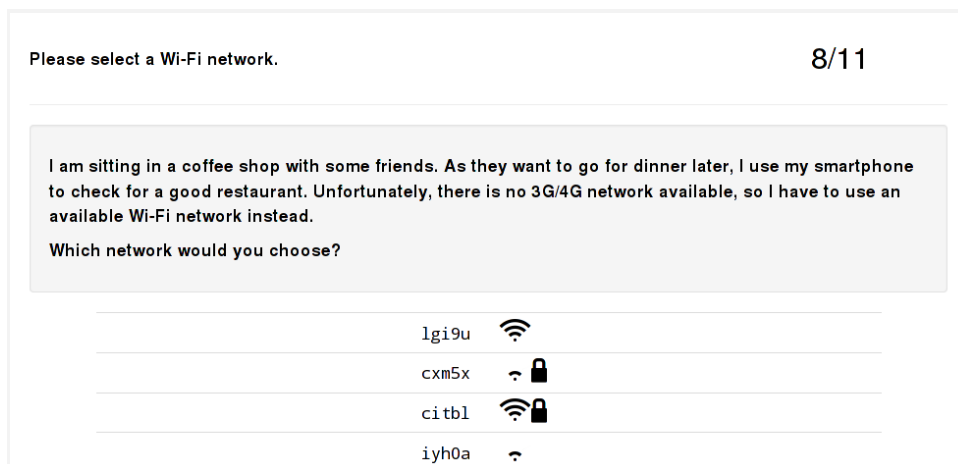 Please select a Wi-Fi network.
8/11
I am sitting in a coffee shop with some friends. As they want to go for dinner later, I use my smartphone
to check for a good restaurant. Unfortunately, there is no 3G/4G network available, so I have to use an
available Wi-Fi network instead.
Which network would you choose?
lgi9u
cxm5x
citbl
iyh0a